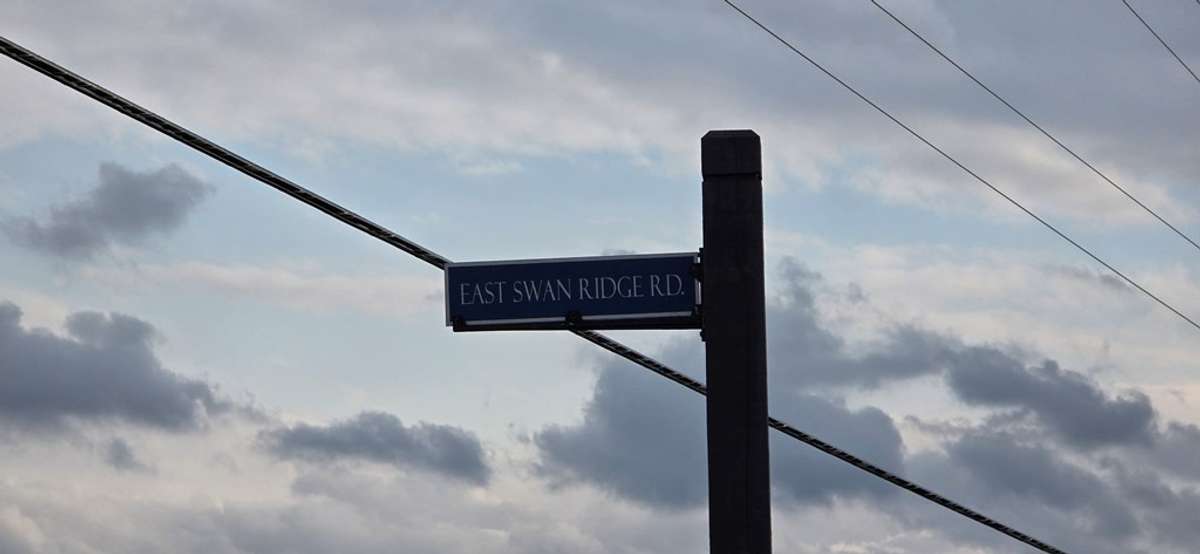 EAST SWAN RIDGE RD.